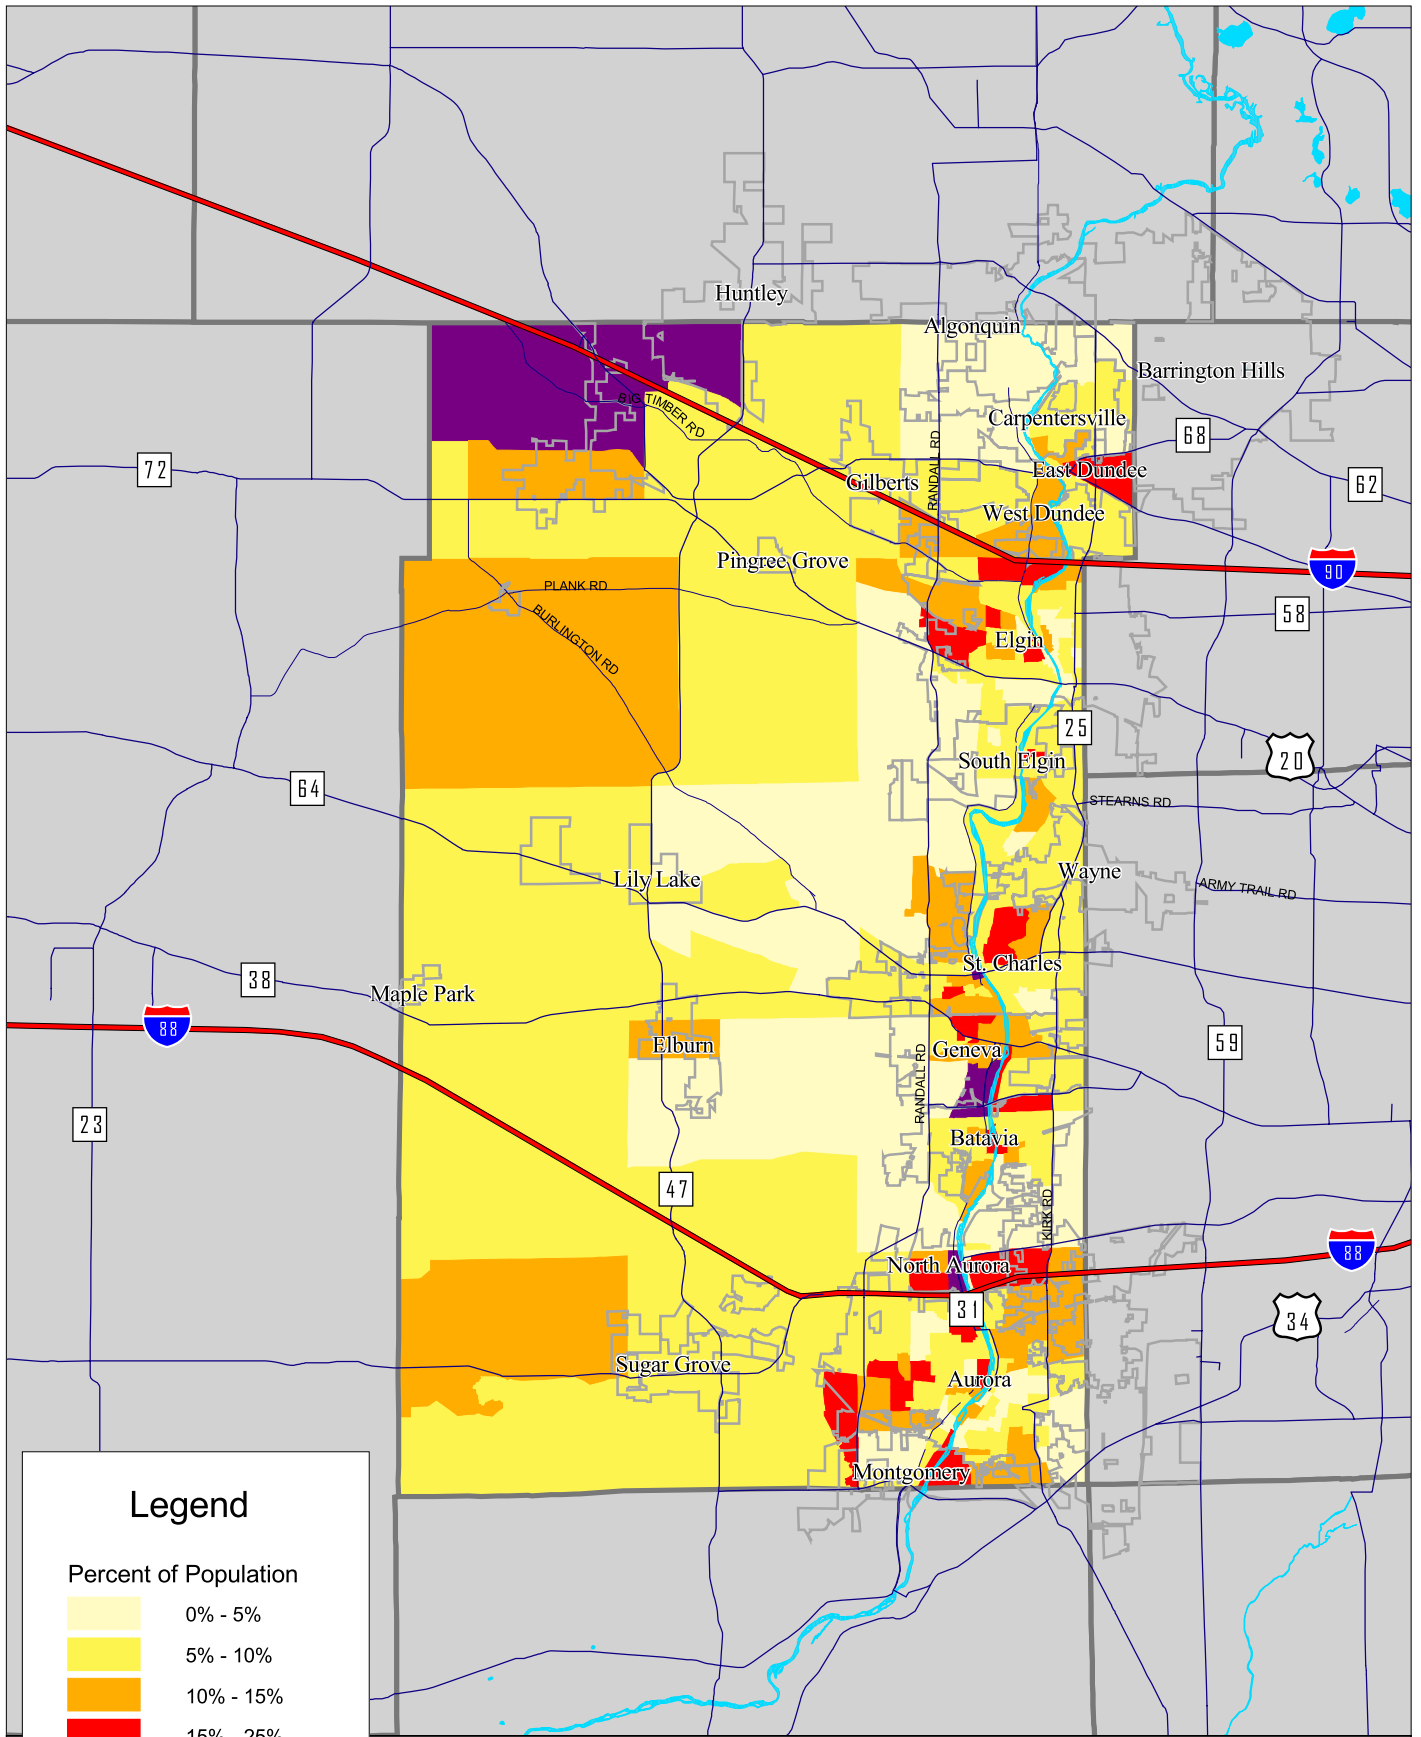 Huntley
Algonquin
Barrington Hills
BIG TIMBER RD
Carpentersville
68
RANDALL RD
72
East Dundee
Gilberts
62
West Dundee
Pingree Grove
90
PLANK RD
58
BURLINGTON RD
Elgin
25
20
South Elgin
64
STEARNS RD
Wayne
Lily Lake
ARMY TRAIL RD
St. Charles
38
Maple Park
88
Elburn
Geneva
59
RANDALL RD
23
Batavia
47
KIRK RD
88
North Aurora
31
34
Sugar Grove
Aurora
Montgomery
Legend
Percent of Population
0% - 5%
5% - 10%
10% - 15%
15% - 25%